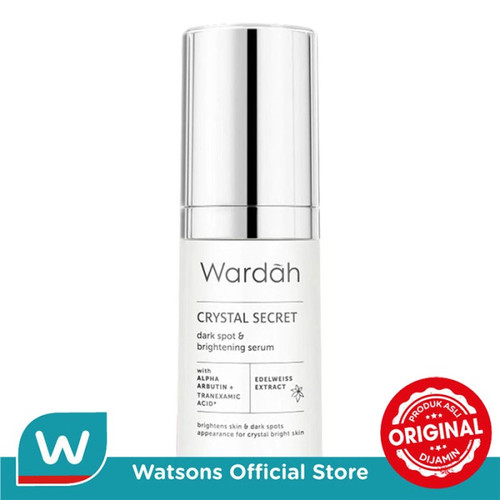 Wardah
CRYSTAL SECRET
dark spot &
brightening serum
with
ALPHA
ARBUTIN +
TRANEXAMIC
ACID*
EDELWEISS
EXTRACT
brightens skin & dark spots
appearance for crystal bright skin
PRODUK ASLI
ORIGINAL
DIJAMIN
W
Watsons Official Store